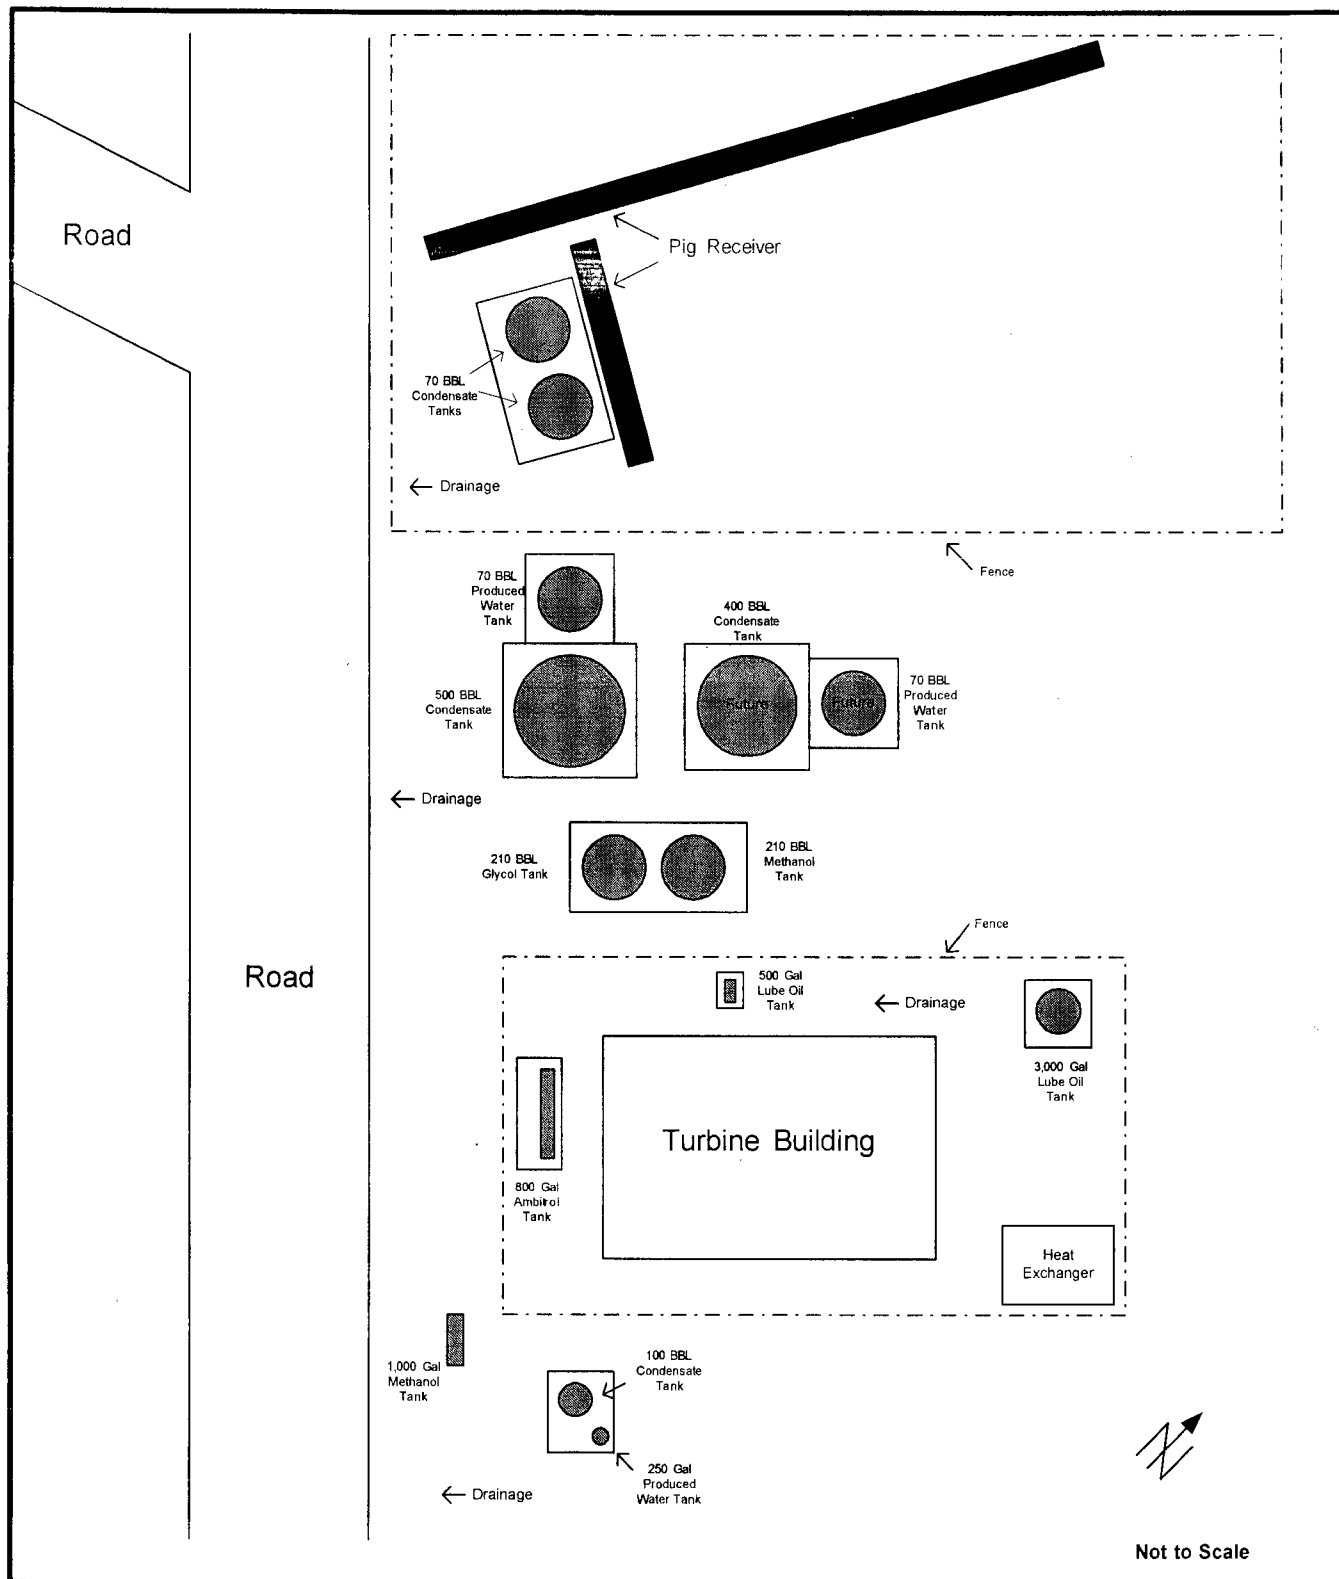 Road
Pig Receiver
70 BBL
Condensate
Tanks
Drainage
Fence
70 BBL
Produced
Water
Tank
400 BBL
Condensate
Tank
500 BBL
Condensate
Tank
Future
Future
70 BBL
Produced
Water
Tank
Drainage
210 BBL
Glycol Tank
210 BBL
Methanol
Tank
Fence
Road
500 Gal
Lube Oil
Tank
Drainage
3,000 Gal
Lube Oil
Tank
Turbine Building
800 Gal
Ambitrol
Tank
Heat
Exchanger
1,000 Gal
Methanol
Tank
100 BBL
Condensate
Tank
250 Gal
Produced
Water Tank
Drainage
N
Not to Scale